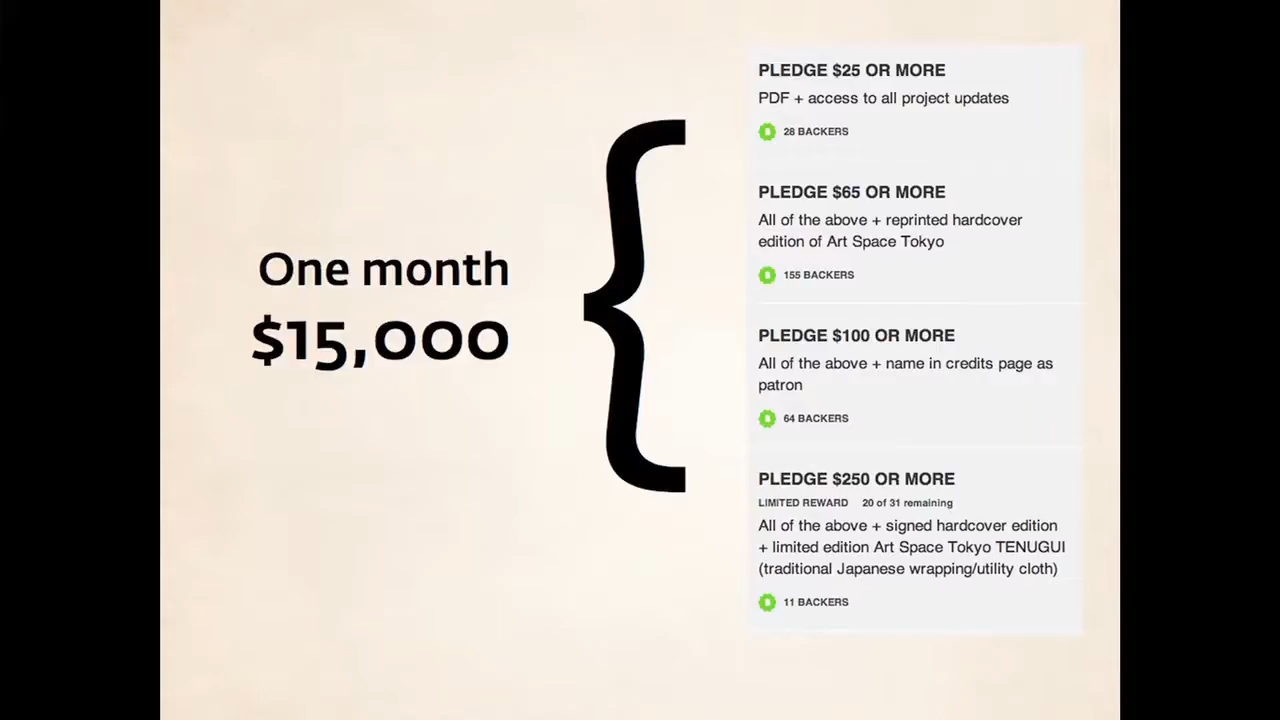 One month
$15,000
PLEDGE $25 OR MORE
PDF + access to all project updates
28 BACKERS
PLEDGE $65 OR MORE
All of the above + reprinted hardcover
edition of Art Space Tokyo
155 BACKERS
PLEDGE $100 OR MORE
All of the above + name in credits page as
patron
64 BACKERS
PLEDGE $250 OR MORE
LIMITED REWARD 20 of 31 remaining
All of the above + signed hardcover edition
+ limited edition Art Space Tokyo TENUGUI
(traditional Japanese wrapping/utility cloth)
11 BACKERS